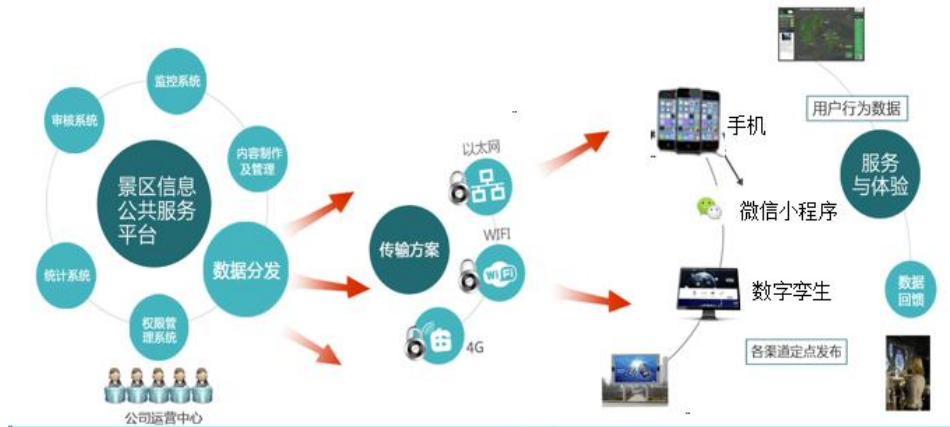 监控系统
审核系统
内容制作
及管理
景区信息
公共服务
平台
数据分发
统计系统
权限管
理系统
公司运营中心
传输方案
以太网
WIFI
WiFi
4G
手机
微信小程序
数字孪生
用户行为数据
服务
与体验
数据
回馈
各渠道定点发布